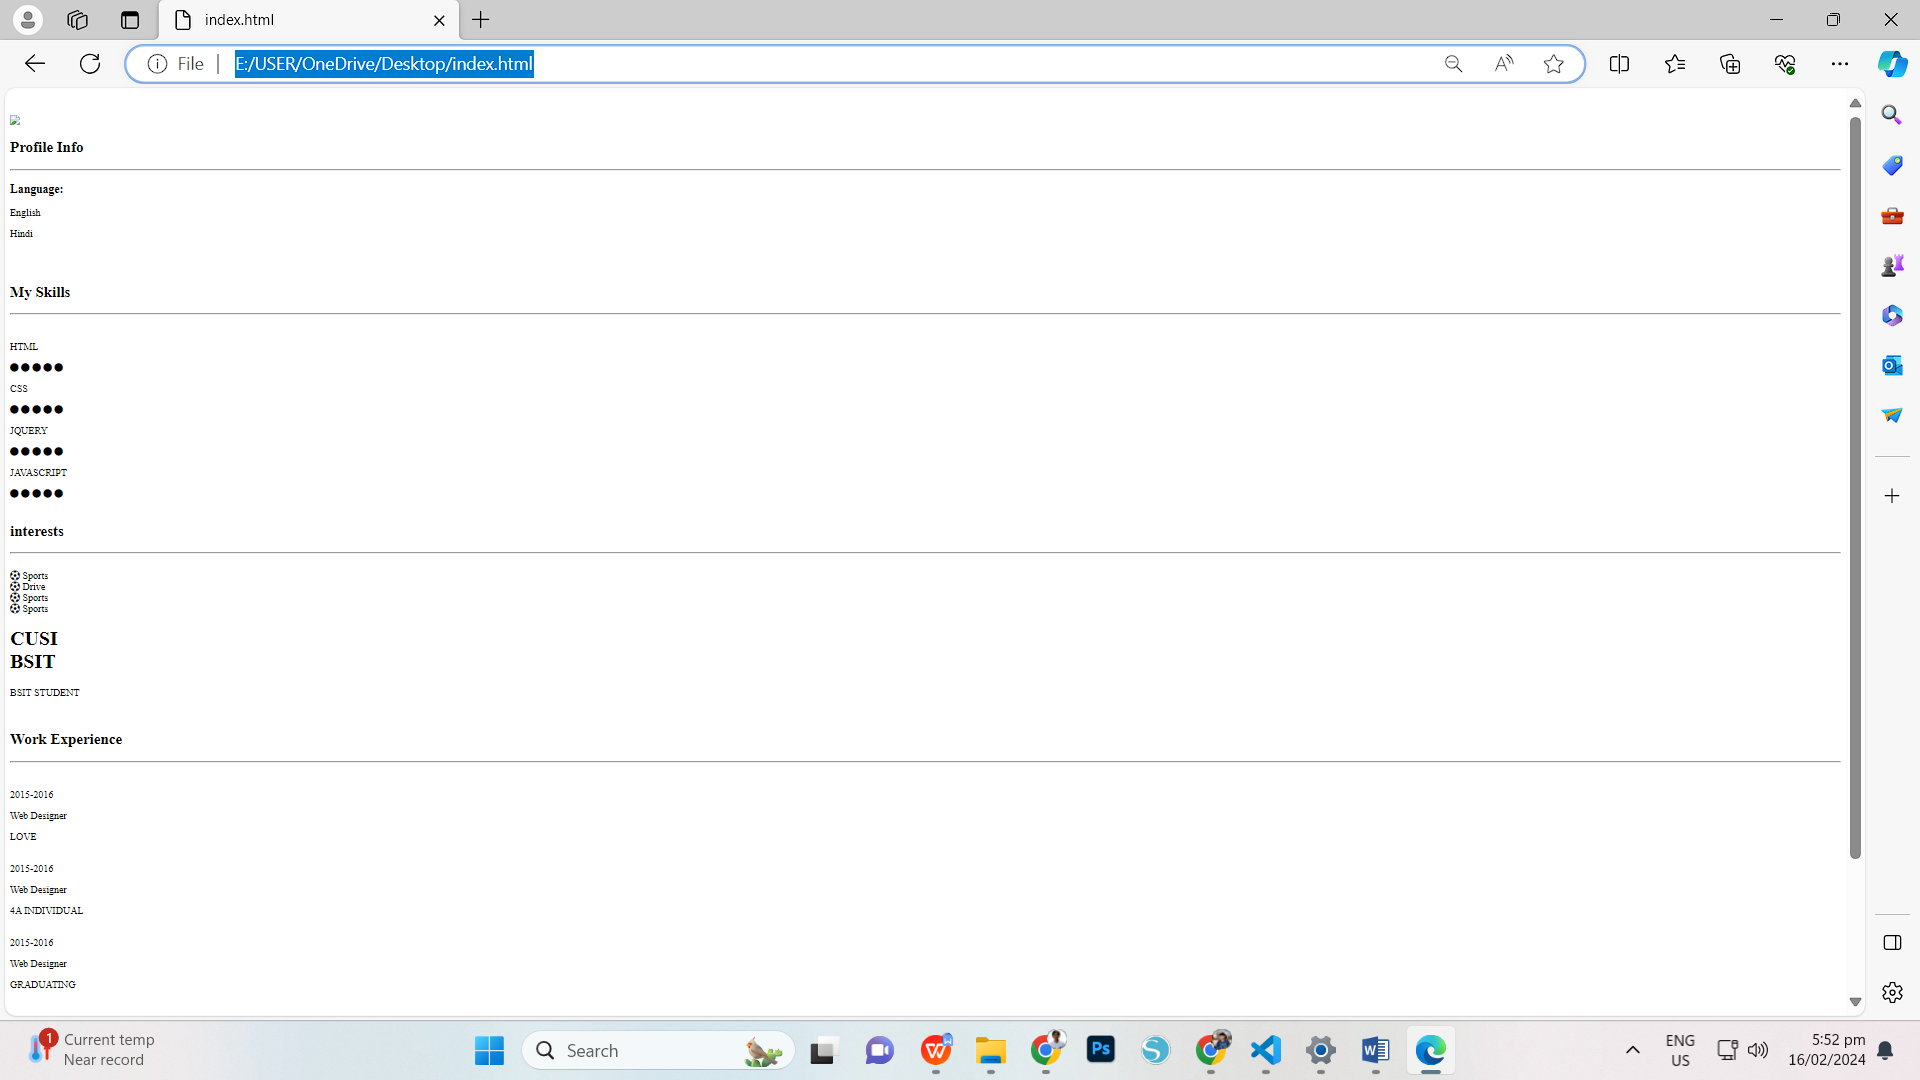 index.html
File
E:/USER/OneDrive/Desktop/index.html
Profile Info
Language:
English
Hindi
My Skills
HTML
●●●●●
CSS
●●●●●
JQUERY
●●●●●
JAVASCRIPT
●●●●●
interests
⚽ Sports
⚽ Drive
⚽ Sports
⚽ Sports
CUSI
BSIT
BSIT STUDENT
Work Experience
2015-2016
Web Designer
LOVE
2015-2016
Web Designer
4A INDIVIDUAL
2015-2016
Web Designer
GRADUATING
1
Current temp
Near record
Search
Ps
ENG
US
5:52 pm
16/02/2024